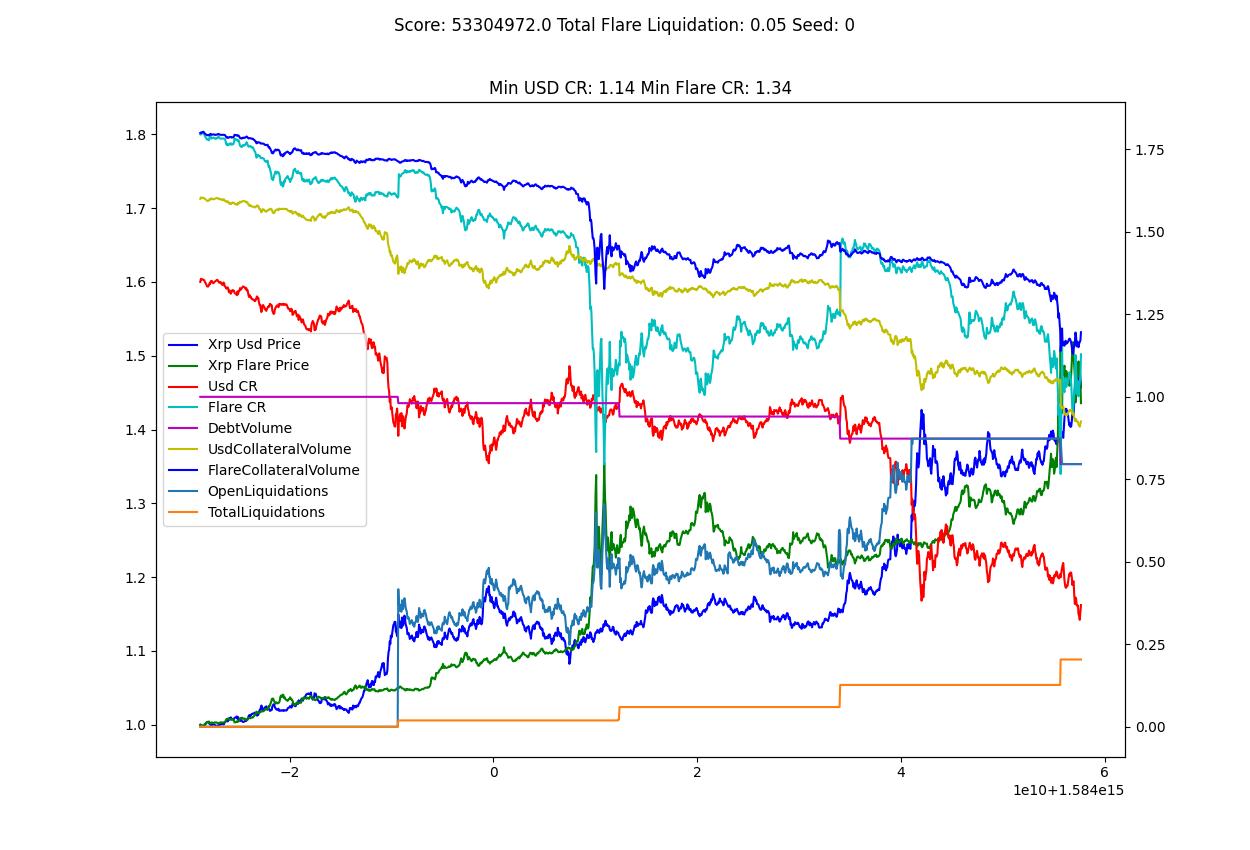 Score: 53304972.0 Total Flare Liquidation: 0.05 Seed: 0
Min USD CR: 1.14 Min Flare CR: 1.34
1.8
1.7
1.6
1.5
1.4
1.3
1.2
1.1
1.0
Xrp Usd Price
Xrp Flare Price
Usd CR
Flare CR
DebtVolume
UsdCollateralVolume
FlareCollateralVolume
OpenLiquidations
TotalLiquidations
1.75
1.50
1.25
1.00
0.75
0.50
0.25
0.00
−2 0 2 4 6
1e10+1.584e15